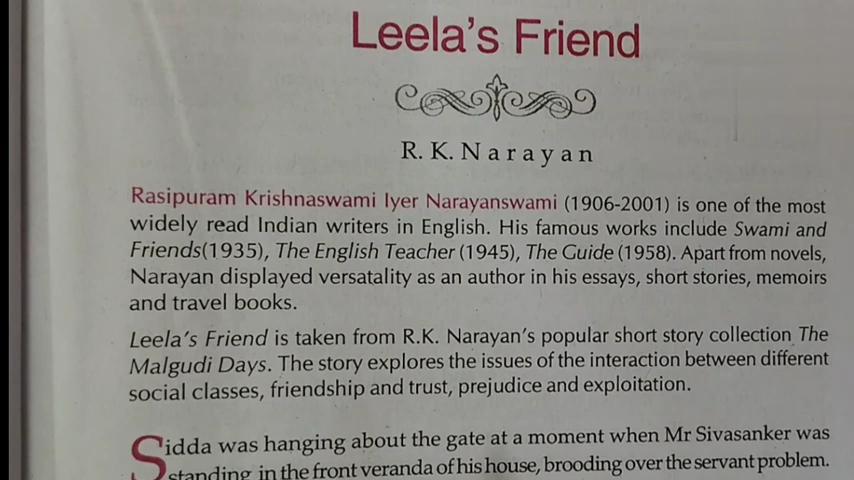 Leela's Friend
R. K. Narayan
Rasipuram Krishnaswami Iyer Narayanswami (1906-2001) is one of the most
widely read Indian writers in English. His famous works include Swami and
Friends(1935), The English Teacher (1945), The Guide (1958). Apart from novels,
Narayan displayed versatality as an author in his essays, short stories, memoirs
and travel books.
Leela's Friend is taken from R.K. Narayan's popular short story collection The
Malgudi Days. The story explores the issues of the interaction between different
social classes, friendship and trust, prejudice and exploitation.
Sidda was hanging about the gate at a moment when Mr Sivasanker was
standing in the front veranda of his house, brooding over the servant problem.